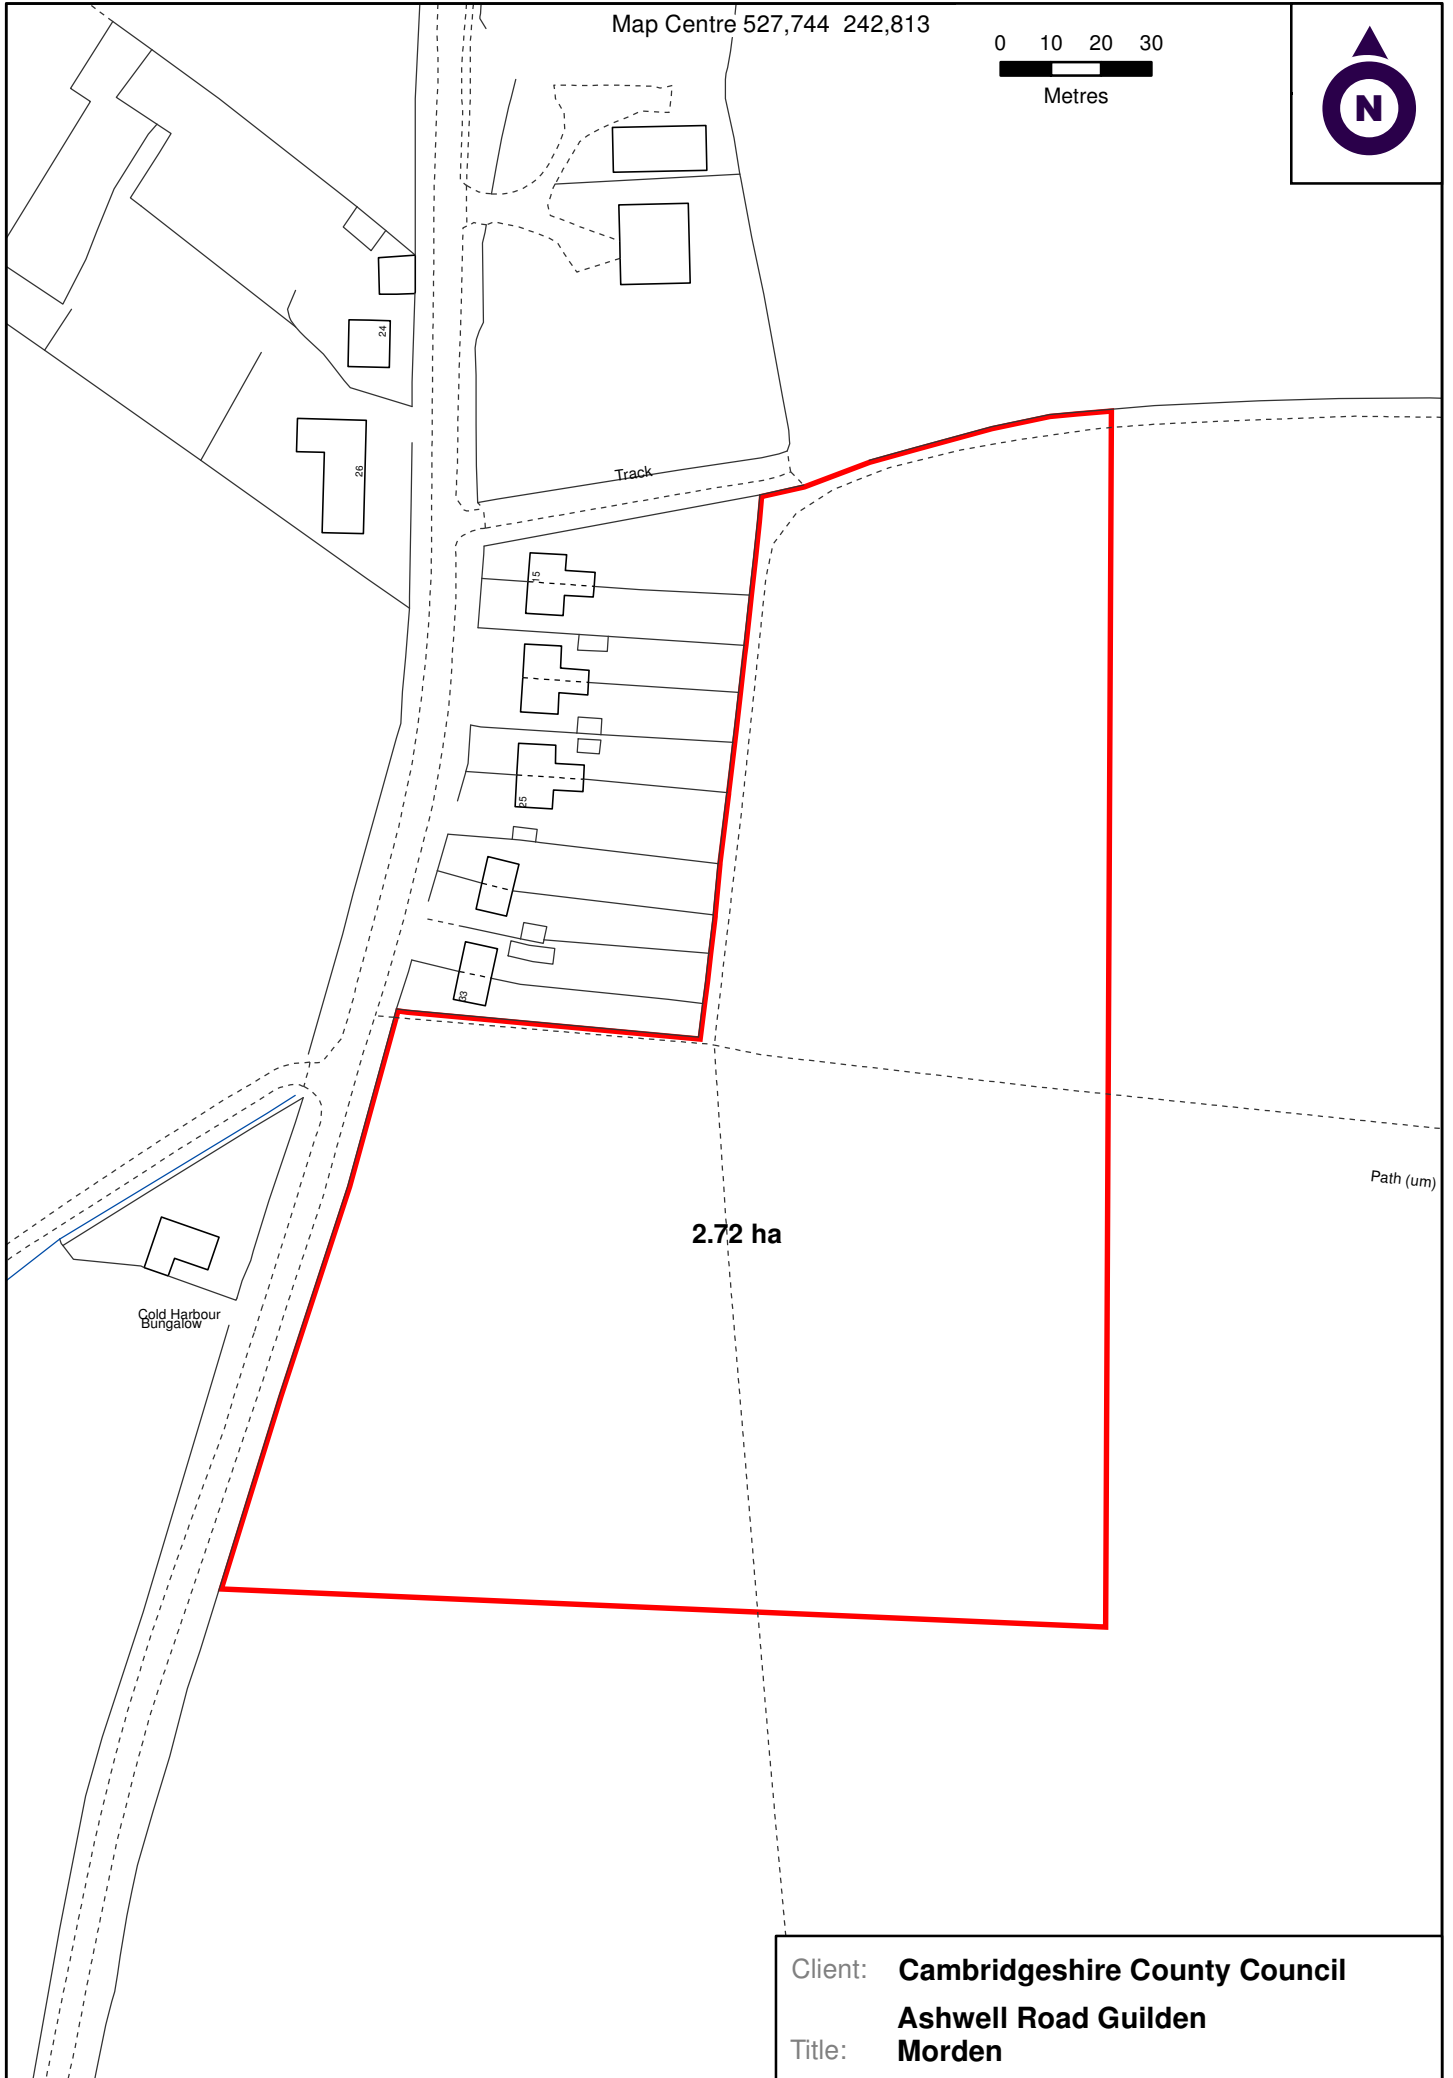 Map Centre 527,744 242,813
0 10 20 30
Metres
N
24
26
Track
15
25
33
Path (um)
2.72 ha
Cold Harbour
Bungalow
Client: Cambridgeshire County Council
Ashwell Road Guilden
Title: Morden